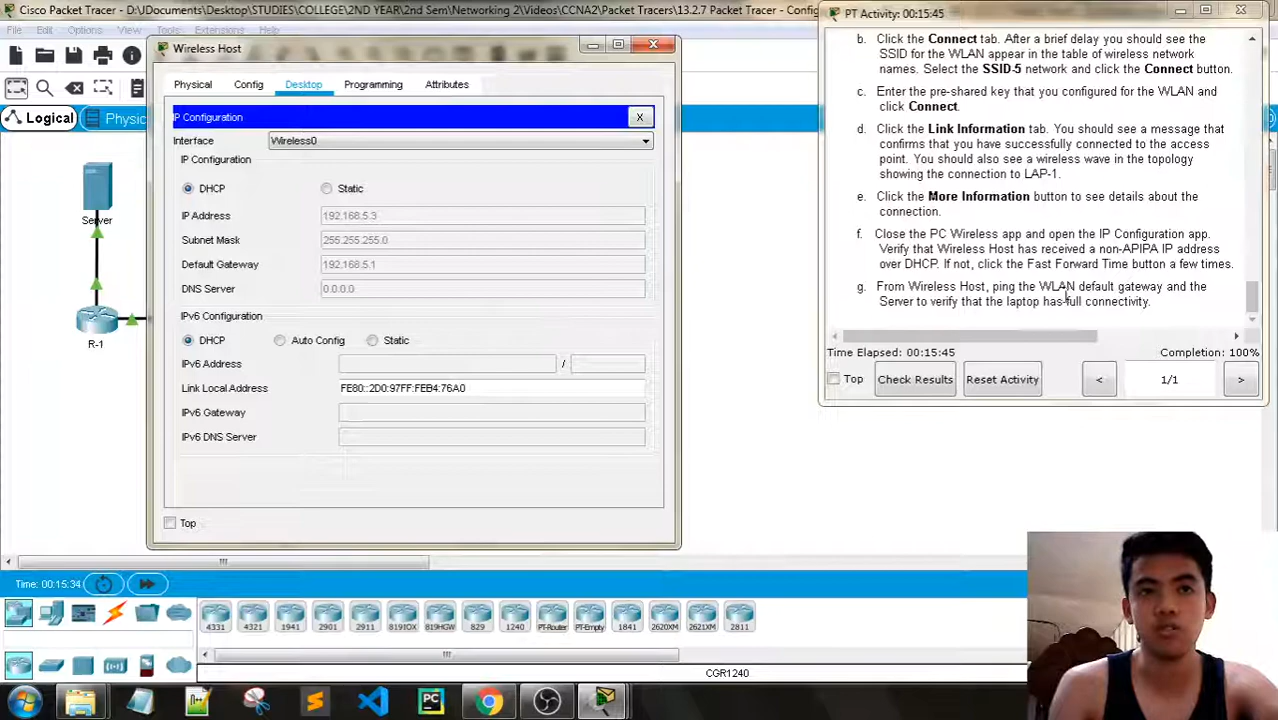 Cisco Packet Tracer - D:\JDocuments\Desktop\STUDIES\COLLEGE\2ND YEAR\2nd Sem\Networking 2\Videos\CCNA2\Packet Tracers\13.2.7 Packet Tracer - Configu
File Edit Options View Tools Extensions Help
Logical
Physic
Server
R-1
Wireless Host
Physical Config Desktop Programming Attributes
IP Configuration
X
Interface Wireless0
IP Configuration
DHCP Static
IP Address 192.168.5.3
Subnet Mask 255.255.255.0
Default Gateway 192.168.5.1
DNS Server 0.0.0.0
IPv6 Configuration
DHCP Auto Config Static
IPv6 Address /
Link Local Address FE80::2D0:97FF:FEB4:76A0
IPv6 Gateway
IPv6 DNS Server
Top
PT Activity: 00:15:45
b. Click the Connect tab. After a brief delay you should see the
SSID for the WLAN appear in the table of wireless network
names. Select the SSID-5 network and click the Connect button.
c. Enter the pre-shared key that you configured for the WLAN and
click Connect.
d. Click the Link Information tab. You should see a message that
confirms that you have successfully connected to the access
point. You should also see a wireless wave in the topology
showing the connection to LAP-1.
e. Click the More Information button to see details about the
connection.
f. Close the PC Wireless app and open the IP Configuration app.
Verify that Wireless Host has received a non-APIPA IP address
over DHCP. If not, click the Fast Forward Time button a few times.
g. From Wireless Host, ping the WLAN default gateway and the
Server to verify that the laptop has full connectivity.
Time Elapsed: 00:15:45 Completion: 100%
Top Check Results Reset Activity < 1/1 >
Time: 00:15:34
4331 4321 1941 2901 2911 819IOX 819HGW 829 1240 PT-Router PT-Empty 1841 2620XM 2621XM 2811
CGR1240
PC